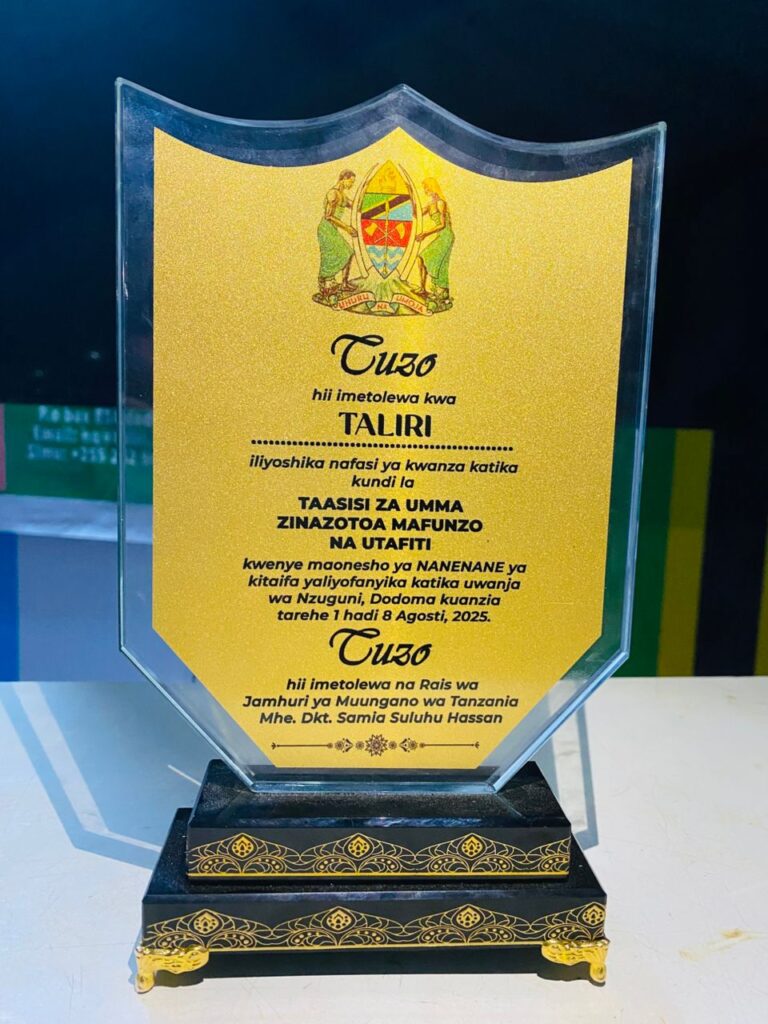 UHURU NA UMOJA
Tuzo
hii imetolewa kwa
TALIRI
iliyoshika nafasi ya kwanza katika
kundi la
TAASISI ZA UMMA
ZINAZOTOA MAFUNZO
NA UTAFITI
kwenye maonesho ya NANENANE ya
kitaifa yaliyofanyika katika uwanja
wa Nzuguni, Dodoma kuanzia
tarehe 1 hadi 8 Agosti, 2025.
Tuzo
hii imetolewa na Rais wa
Jamhuri ya Muungano wa Tanzania
Mhe. Dkt. Samia Suluhu Hassan